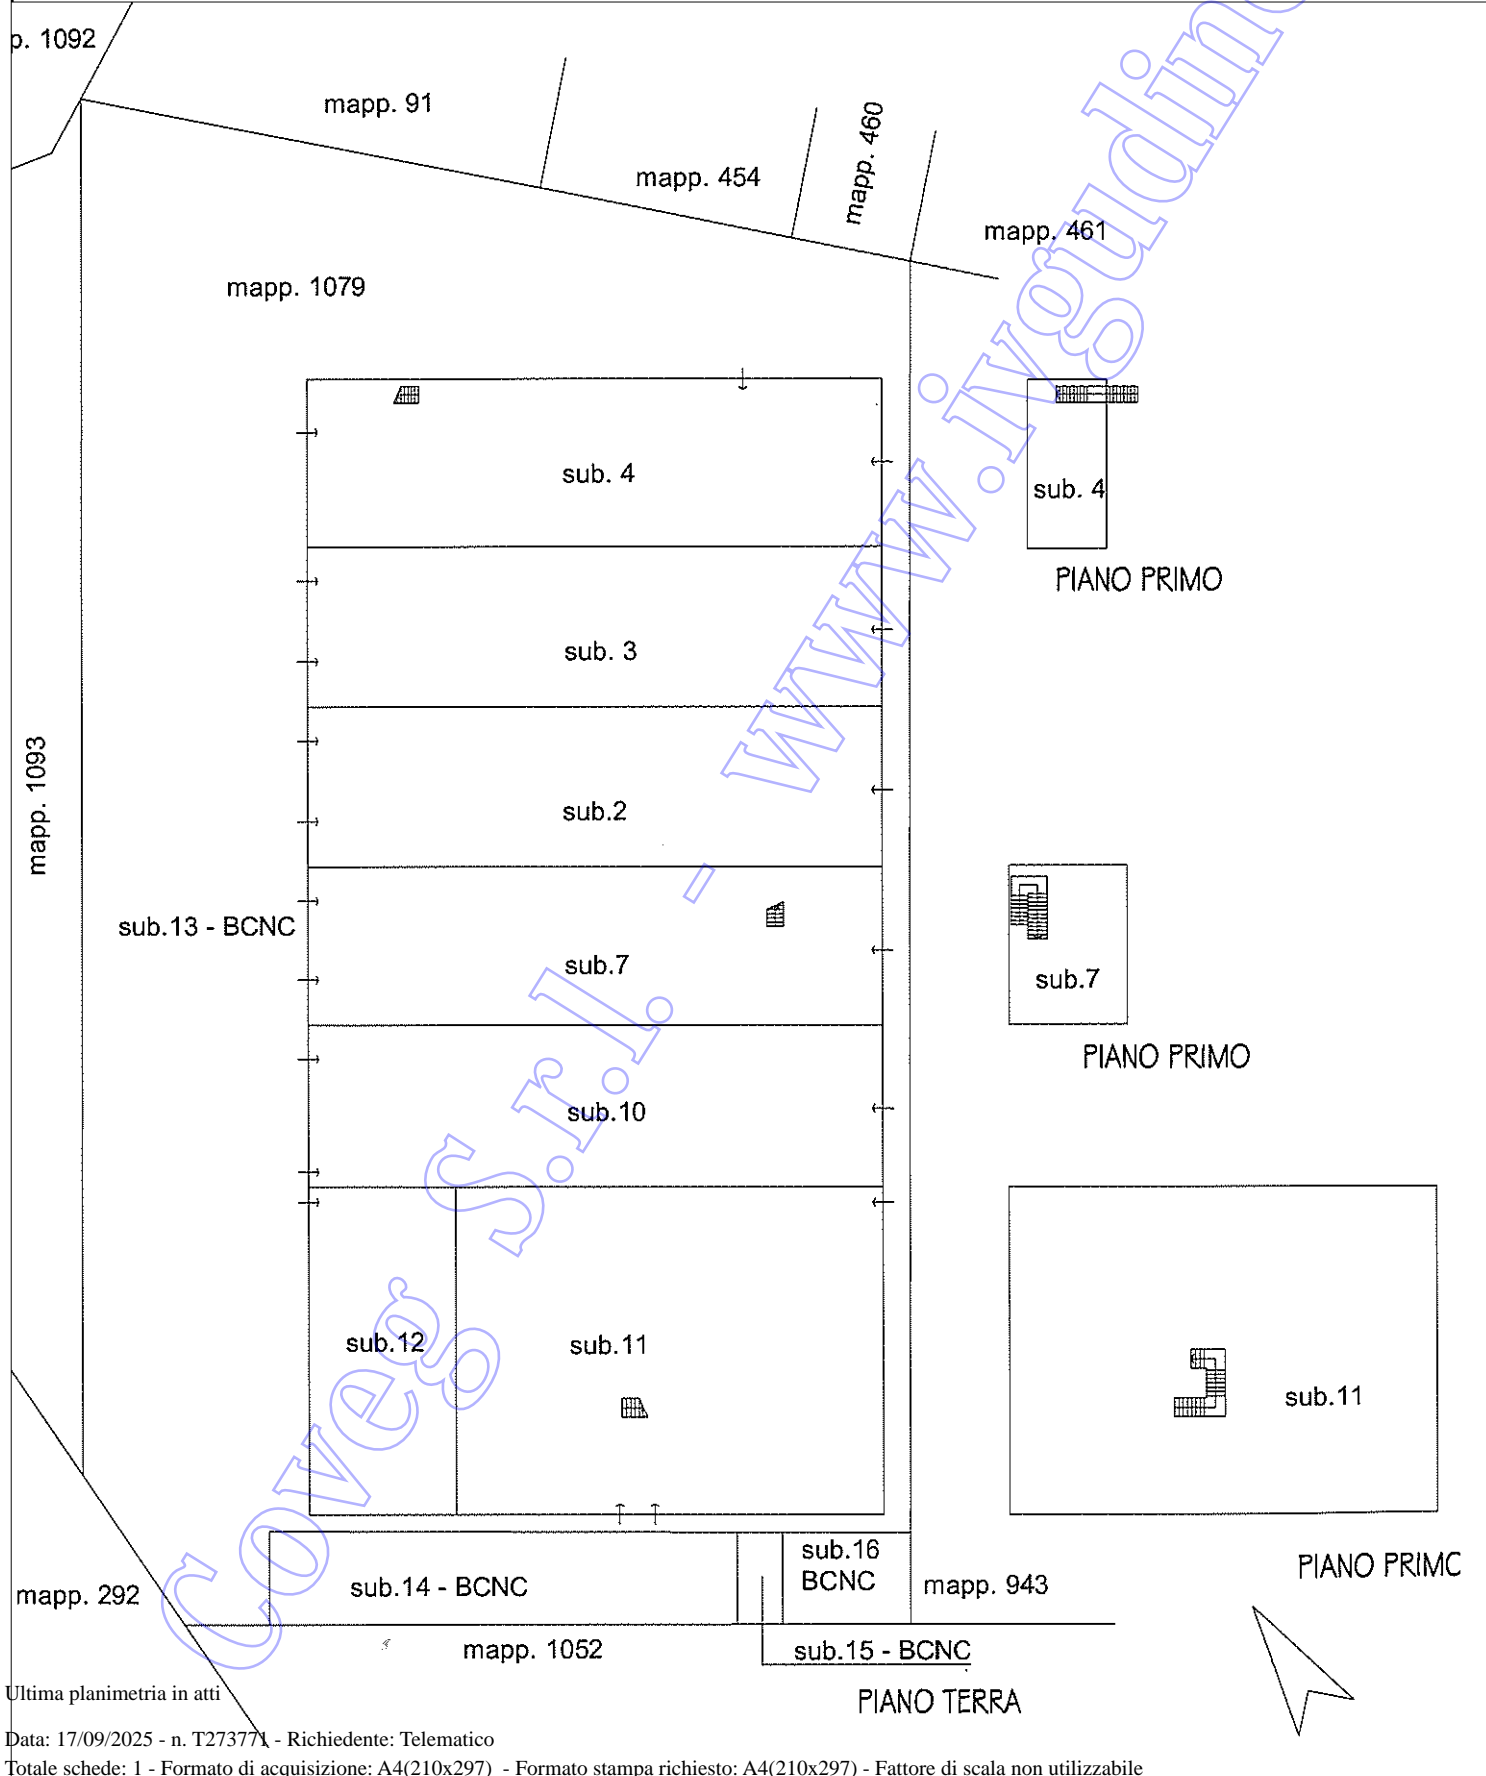 p. 1092
mapp. 91
mapp. 460
mapp. 454
mapp. 461
mapp. 1079
sub. 4
sub. 4
PIANO PRIMO
sub. 3
mapp. 1093
sub.2
sub.13 - BCNC
sub.7
sub.7
PIANO PRIMO
sub.10
sub.12
sub.11
sub.11
PIANO PRIMO
sub.16
BCNC
sub.14 - BCNC
mapp. 943
mapp. 292
mapp. 1052
sub.15 - BCNC
PIANO TERRA
Coveg S.r.l. - www.ivgudine
Ultima planimetria in atti
Data: 17/09/2025 - n. T273771 - Richiedente: Telematico
Totale schede: 1 - Formato di acquisizione: A4(210x297) - Formato stampa richiesto: A4(210x297) - Fattore di scala non utilizzabile